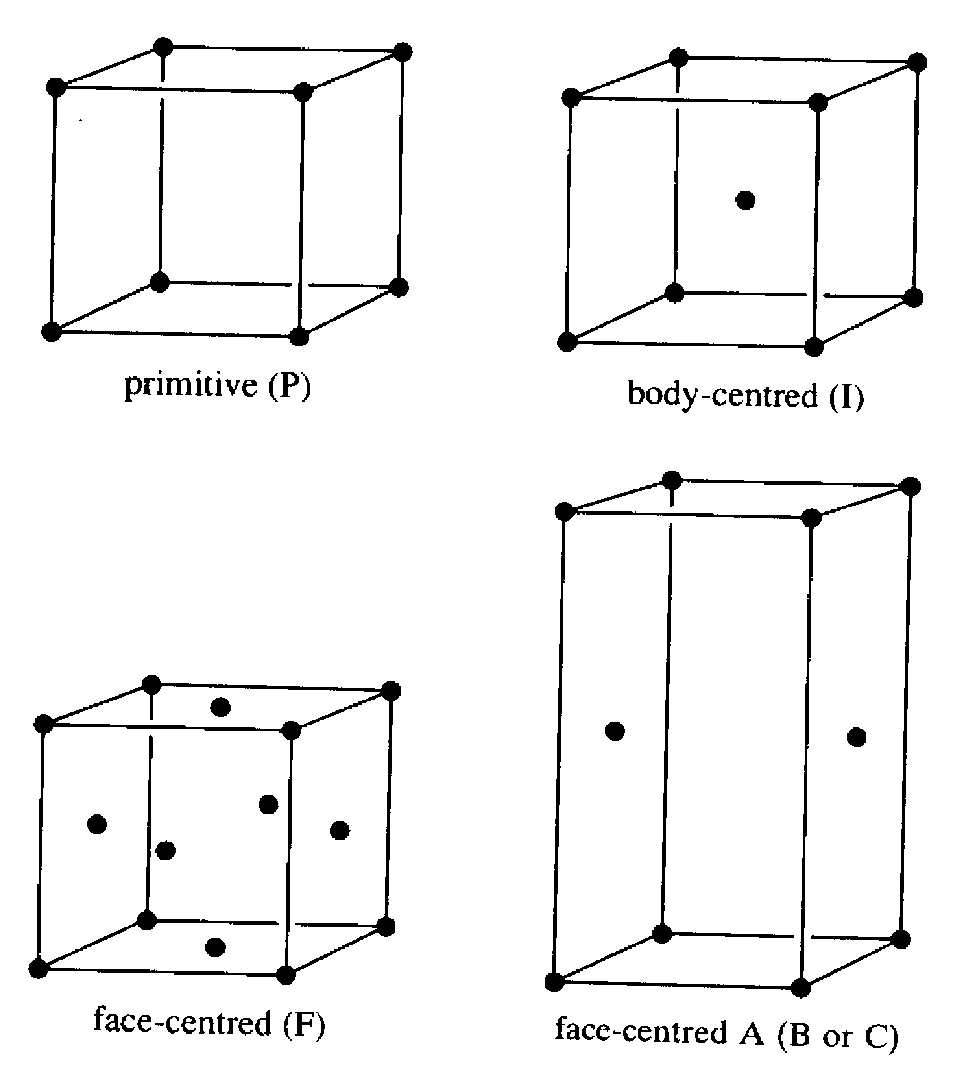 primitive (P)
body-centred (I)
face-centred (F)
face-centred A (B or C)